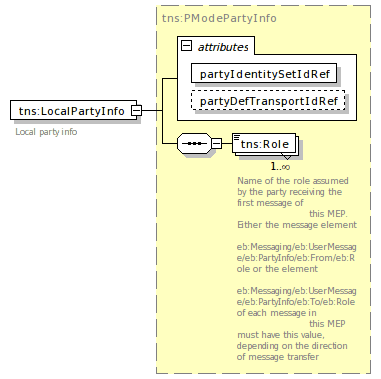 tns:PModePartyInfo
attributes
partyIdentitySetIdRef
partyDefTransportIdRef
tns:LocalPartyInfo
Local party info
tns:Role
1..∞
Name of the role assumed
by the party receiving the
first message of
this MEP.
Either the message element
eb:Messaging/eb:UserMessag
e/eb:PartyInfo/eb:From/eb:R
ole or the element
eb:Messaging/eb:UserMessag
e/eb:PartyInfo/eb:To/eb:Role
of each message in
this MEP
must have this value,
depending on the direction
of message transfer